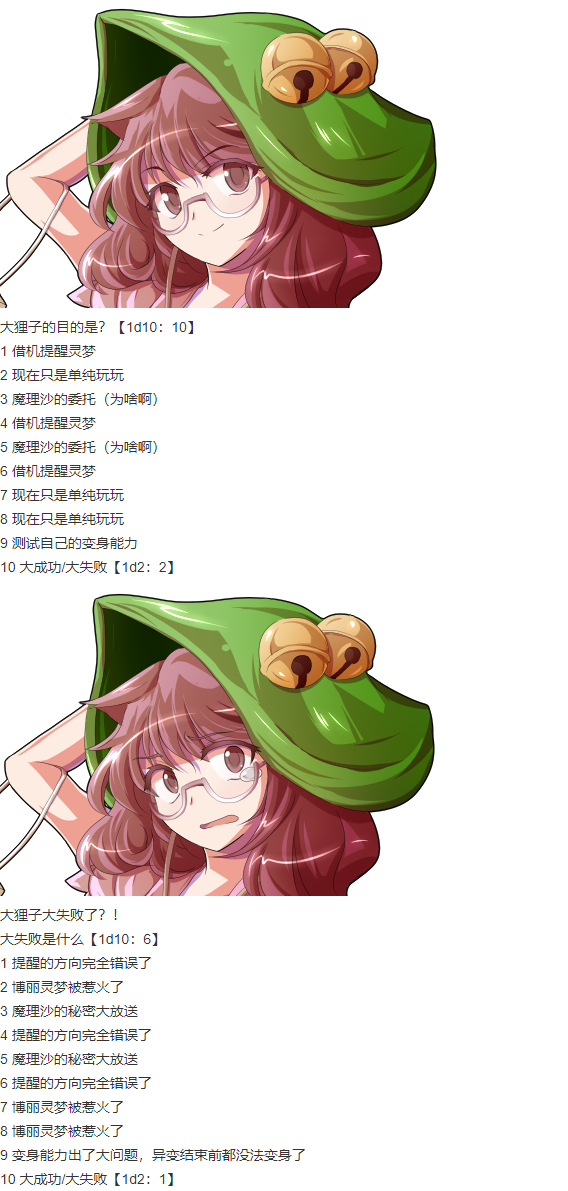 大狸子的目的是？【1d10：10】
1 借机提醒灵梦
2 现在只是单纯玩玩
3 魔理沙的委托（为啥啊）
4 借机提醒灵梦
5 魔理沙的委托（为啥啊）
6 借机提醒灵梦
7 现在只是单纯玩玩
8 现在只是单纯玩玩
9 测试自己的变身能力
10 大成功/大失败【1d2：2】
大狸子大失败了？！
大失败是什么【1d10：6】
1 提醒的方向完全错误了
2 博丽灵梦被惹火了
3 魔理沙的秘密大放送
4 提醒的方向完全错误了
5 魔理沙的秘密大放送
6 提醒的方向完全错误了
7 博丽灵梦被惹火了
8 博丽灵梦被惹火了
9 变身能力出了大问题，异变结束前都没法变身了
10 大成功/大失败【1d2：1】